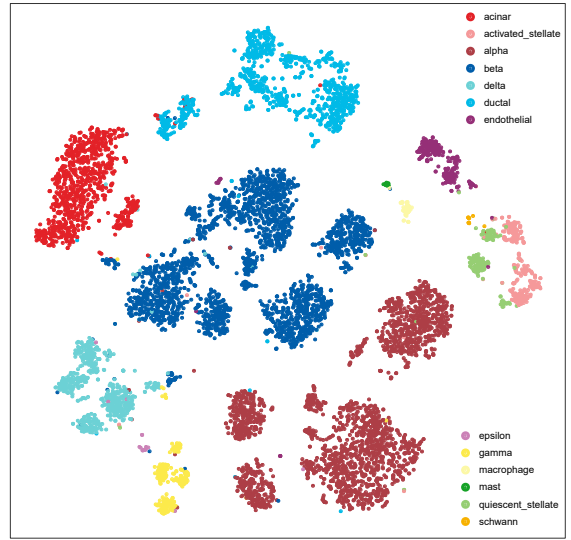 acinar
activated_stellate
alpha
beta
delta
ductal
endothelial
epsilon
gamma
macrophage
mast
quiescent_stellate
schwann